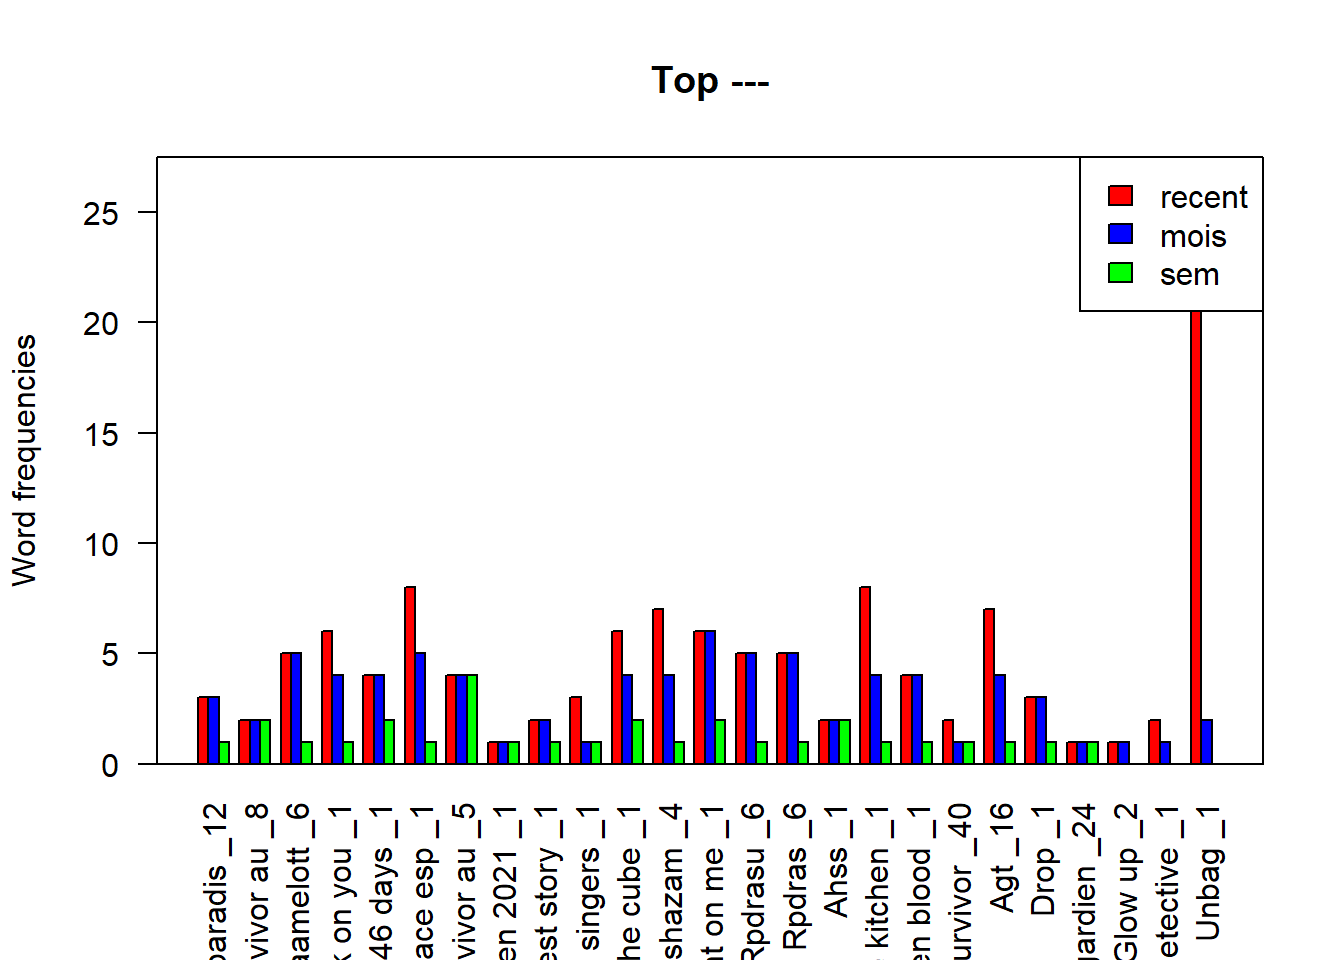 Top ---
recent
mois
sem
Word frequencies
25
20
15
10
5
0
paradis _12
vivor au _8
aamelott _6
k on you _1
46 days _1
ace esp _1
vivor au _5
en 2021 _1
est story _1
singers _1
he cube _1
shazam _4
nt on me _1
Rpdrasu _6
Rpdras _6
Ahss _1
kitchen _1
en blood _1
urvivor _40
Agt _16
Drop _1
gardien _24
Glow up _2
etective _1
Unbag _1